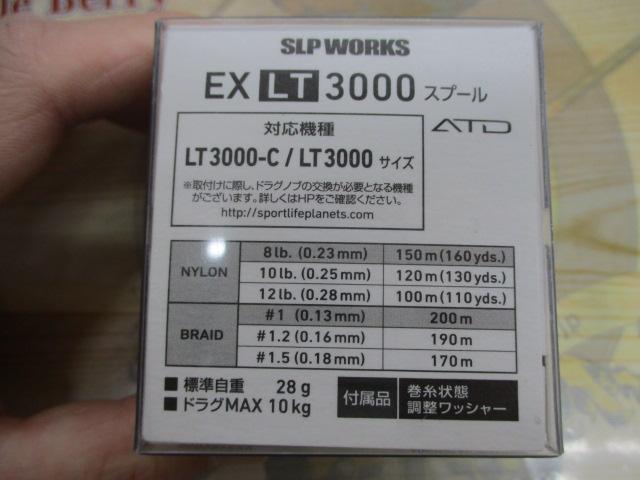 le Berry
SLP WORKS
EX LT 3000 スプール
ATD
対応機種
LT3000-C / LT3000 サイズ
※取付けに際し、ドラグノブの交換が必要となる機種
がございます。詳しくはHPをご確認ください。
http://sportlifeplanets.com
NYLON
8lb. (0.23mm) 150m(160yds.)
10lb. (0.25mm) 120m(130yds.)
12lb. (0.28mm) 100m(110yds.)
BRAID
#1 (0.13mm) 200m
#1.2 (0.16mm) 190m
#1.5 (0.18mm) 170m
■標準自重 28g
■ドラグMAX 10kg
付属品
巻糸状態
調整ワッシャー